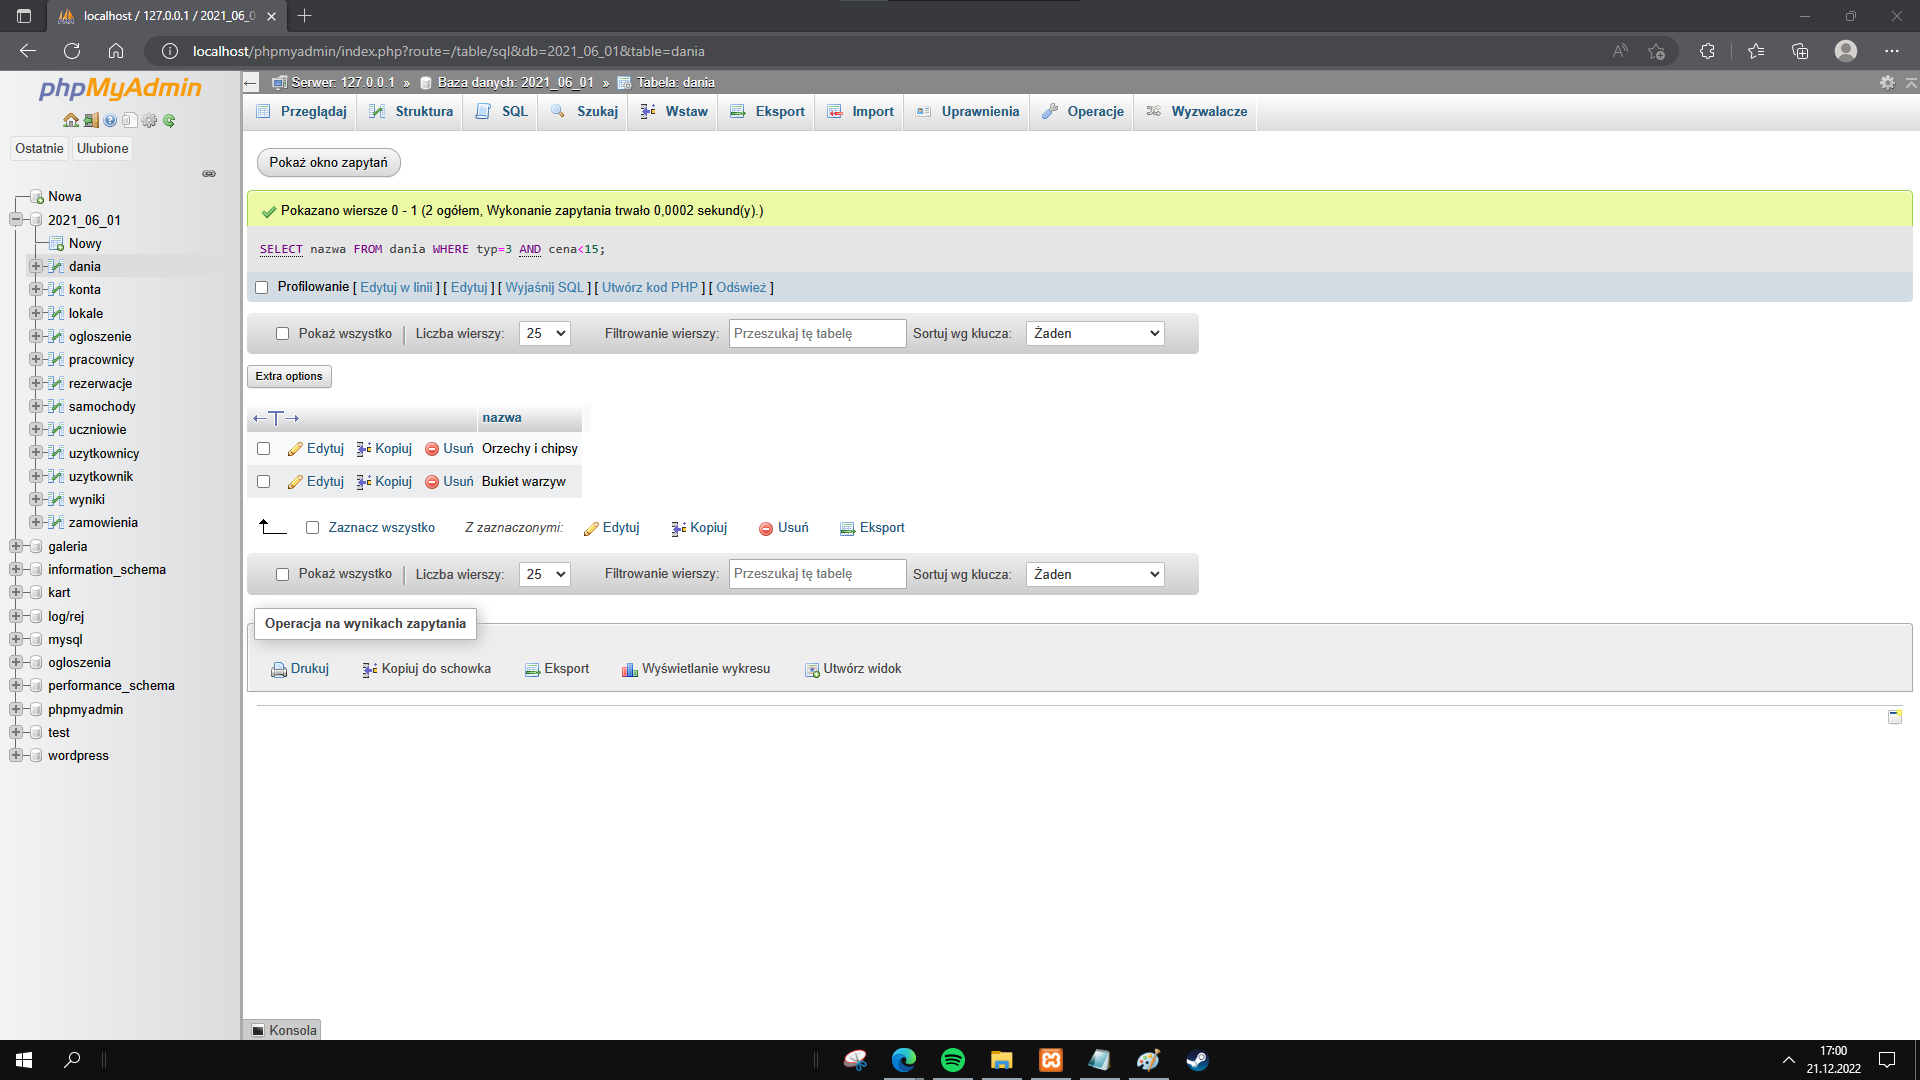 localhost / 127.0.0.1 / 2021_06_0
localhost/phpmyadmin/index.php?route=/table/sql&db=2021_06_01&table=dania
phpMyAdmin
Ostatnie Ulubione
Nowa
2021_06_01
Nowy
dania
konta
lokale
ogloszenie
pracownicy
rezerwacje
samochody
uczniowie
uzytkownicy
uzytkownik
wyniki
zamowienia
galeria
information_schema
kart
log/rej
mysql
ogloszenia
performance_schema
phpmyadmin
test
wordpress
Serwer: 127.0.0.1 » Baza danych: 2021_06_01 » Tabela: dania
Przeglądaj Struktura SQL Szukaj Wstaw Eksport Import Uprawnienia Operacje Wyzwalacze
Pokaż okno zapytań
Pokazano wiersze 0 - 1 (2 ogółem, Wykonanie zapytania trwało 0,0002 sekund(y).)
SELECT nazwa FROM dania WHERE typ=3 AND cena<15;
Profilowanie [ Edytuj w linii ] [ Edytuj ] [ Wyjaśnij SQL ] [ Utwórz kod PHP ] [ Odśwież ]
Pokaż wszystko | Liczba wierszy: 25 Filtrowanie wierszy: Przeszukaj tę tabelę Sortuj wg klucza: Żaden
Extra options
nazwa
Edytuj Kopiuj Usuń Orzechy i chipsy
Edytuj Kopiuj Usuń Bukiet warzyw
Zaznacz wszystko Z zaznaczonymi: Edytuj Kopiuj Usuń Eksport
Pokaż wszystko | Liczba wierszy: 25 Filtrowanie wierszy: Przeszukaj tę tabelę Sortuj wg klucza: Żaden
Operacja na wynikach zapytania
Drukuj Kopiuj do schowka Eksport Wyświetlanie wykresu Utwórz widok
Konsola
17:00
21.12.2022